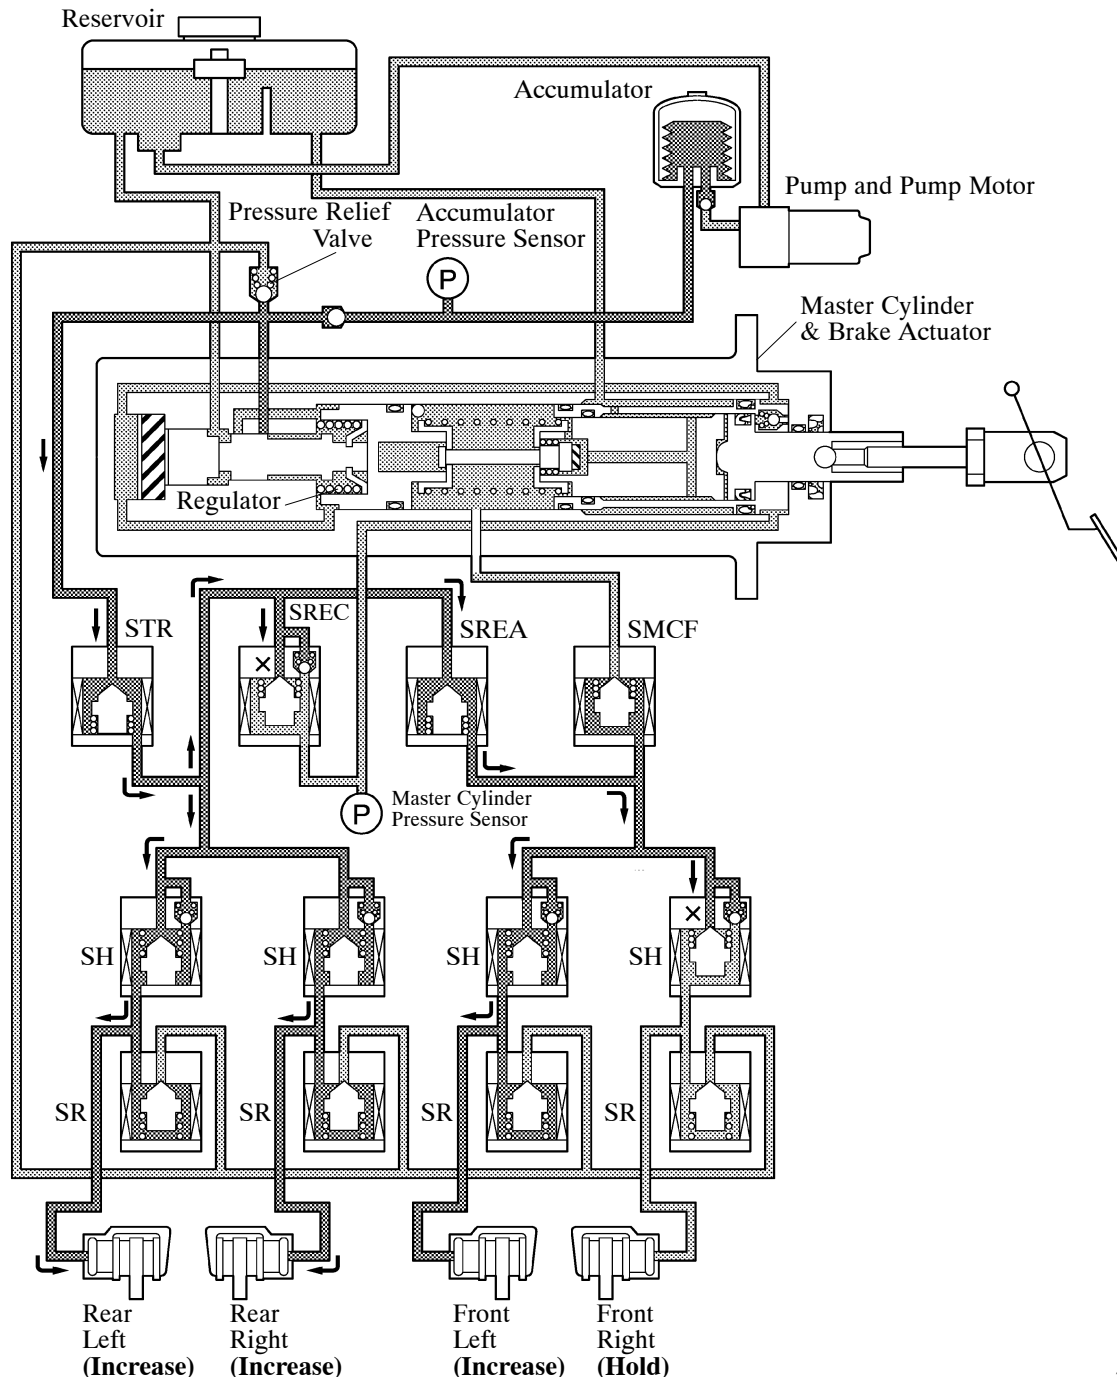 Reservoir
Accumulator
Pump and Pump Motor
Pressure Relief
Valve
Accumulator
Pressure Sensor
P
Master Cylinder
& Brake Actuator
Regulator
STR
SREC
SREA
SMCF
P
Master Cylinder
Pressure Sensor
SH
SH
SH
SH
SR
SR
SR
SR
Rear
Left
(Increase)
Rear
Right
(Increase)
Front
Left
(Increase)
Front
Right
(Hold)